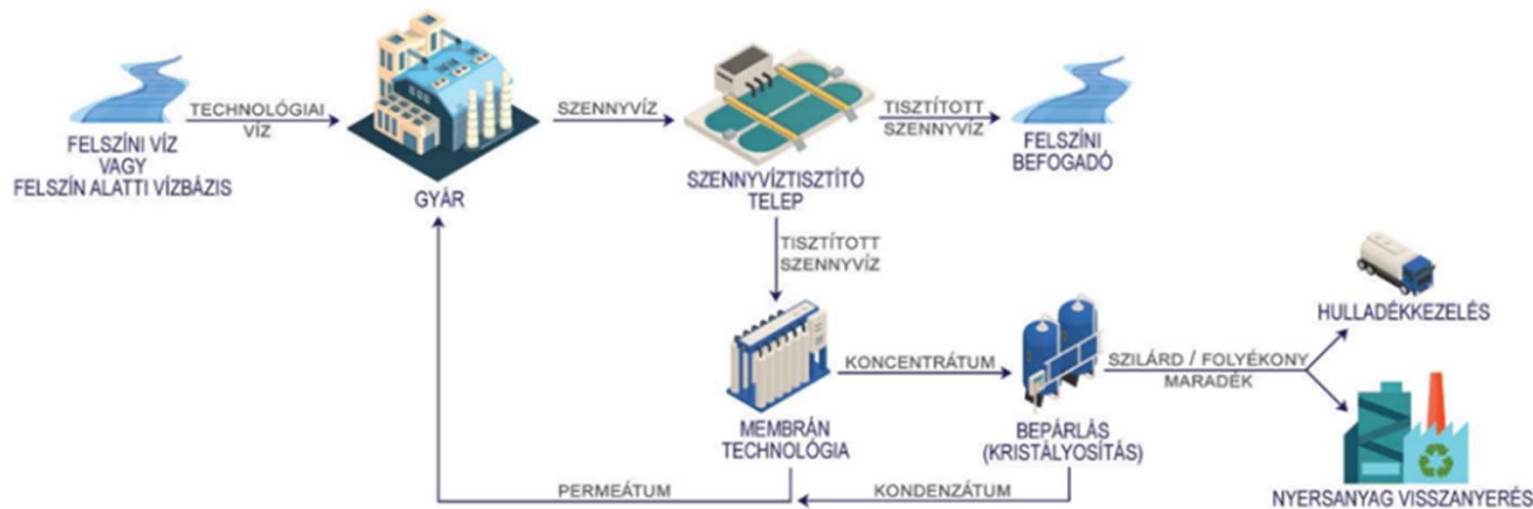 TECHNOLÓGIAI
VÍZ
FELSZÍNI VÍZ
VAGY
FELSZÍN ALATTI VÍZBÁZIS
GYÁR
SZENNYVÍZ
SZENNYVÍZTISZTÍTÓ
TELEP
TISZTÍTOTT
SZENNYVÍZ
FELSZÍNI
BEFOGADÓ
TISZTÍTOTT
SZENNYVÍZ
MEMBRÁN
TECHNOLÓGIA
KONCENTRÁTUM
BEPÁRLÁS
(KRISTÁLYOSÍTÁS)
SZILÁRD / FOLYÉKONY
MARADÉK
HULLADÉKKEZELÉS
NYERSANYAG VISSZANYERÉS
PERMEÁTUM
KONDENZÁTUM